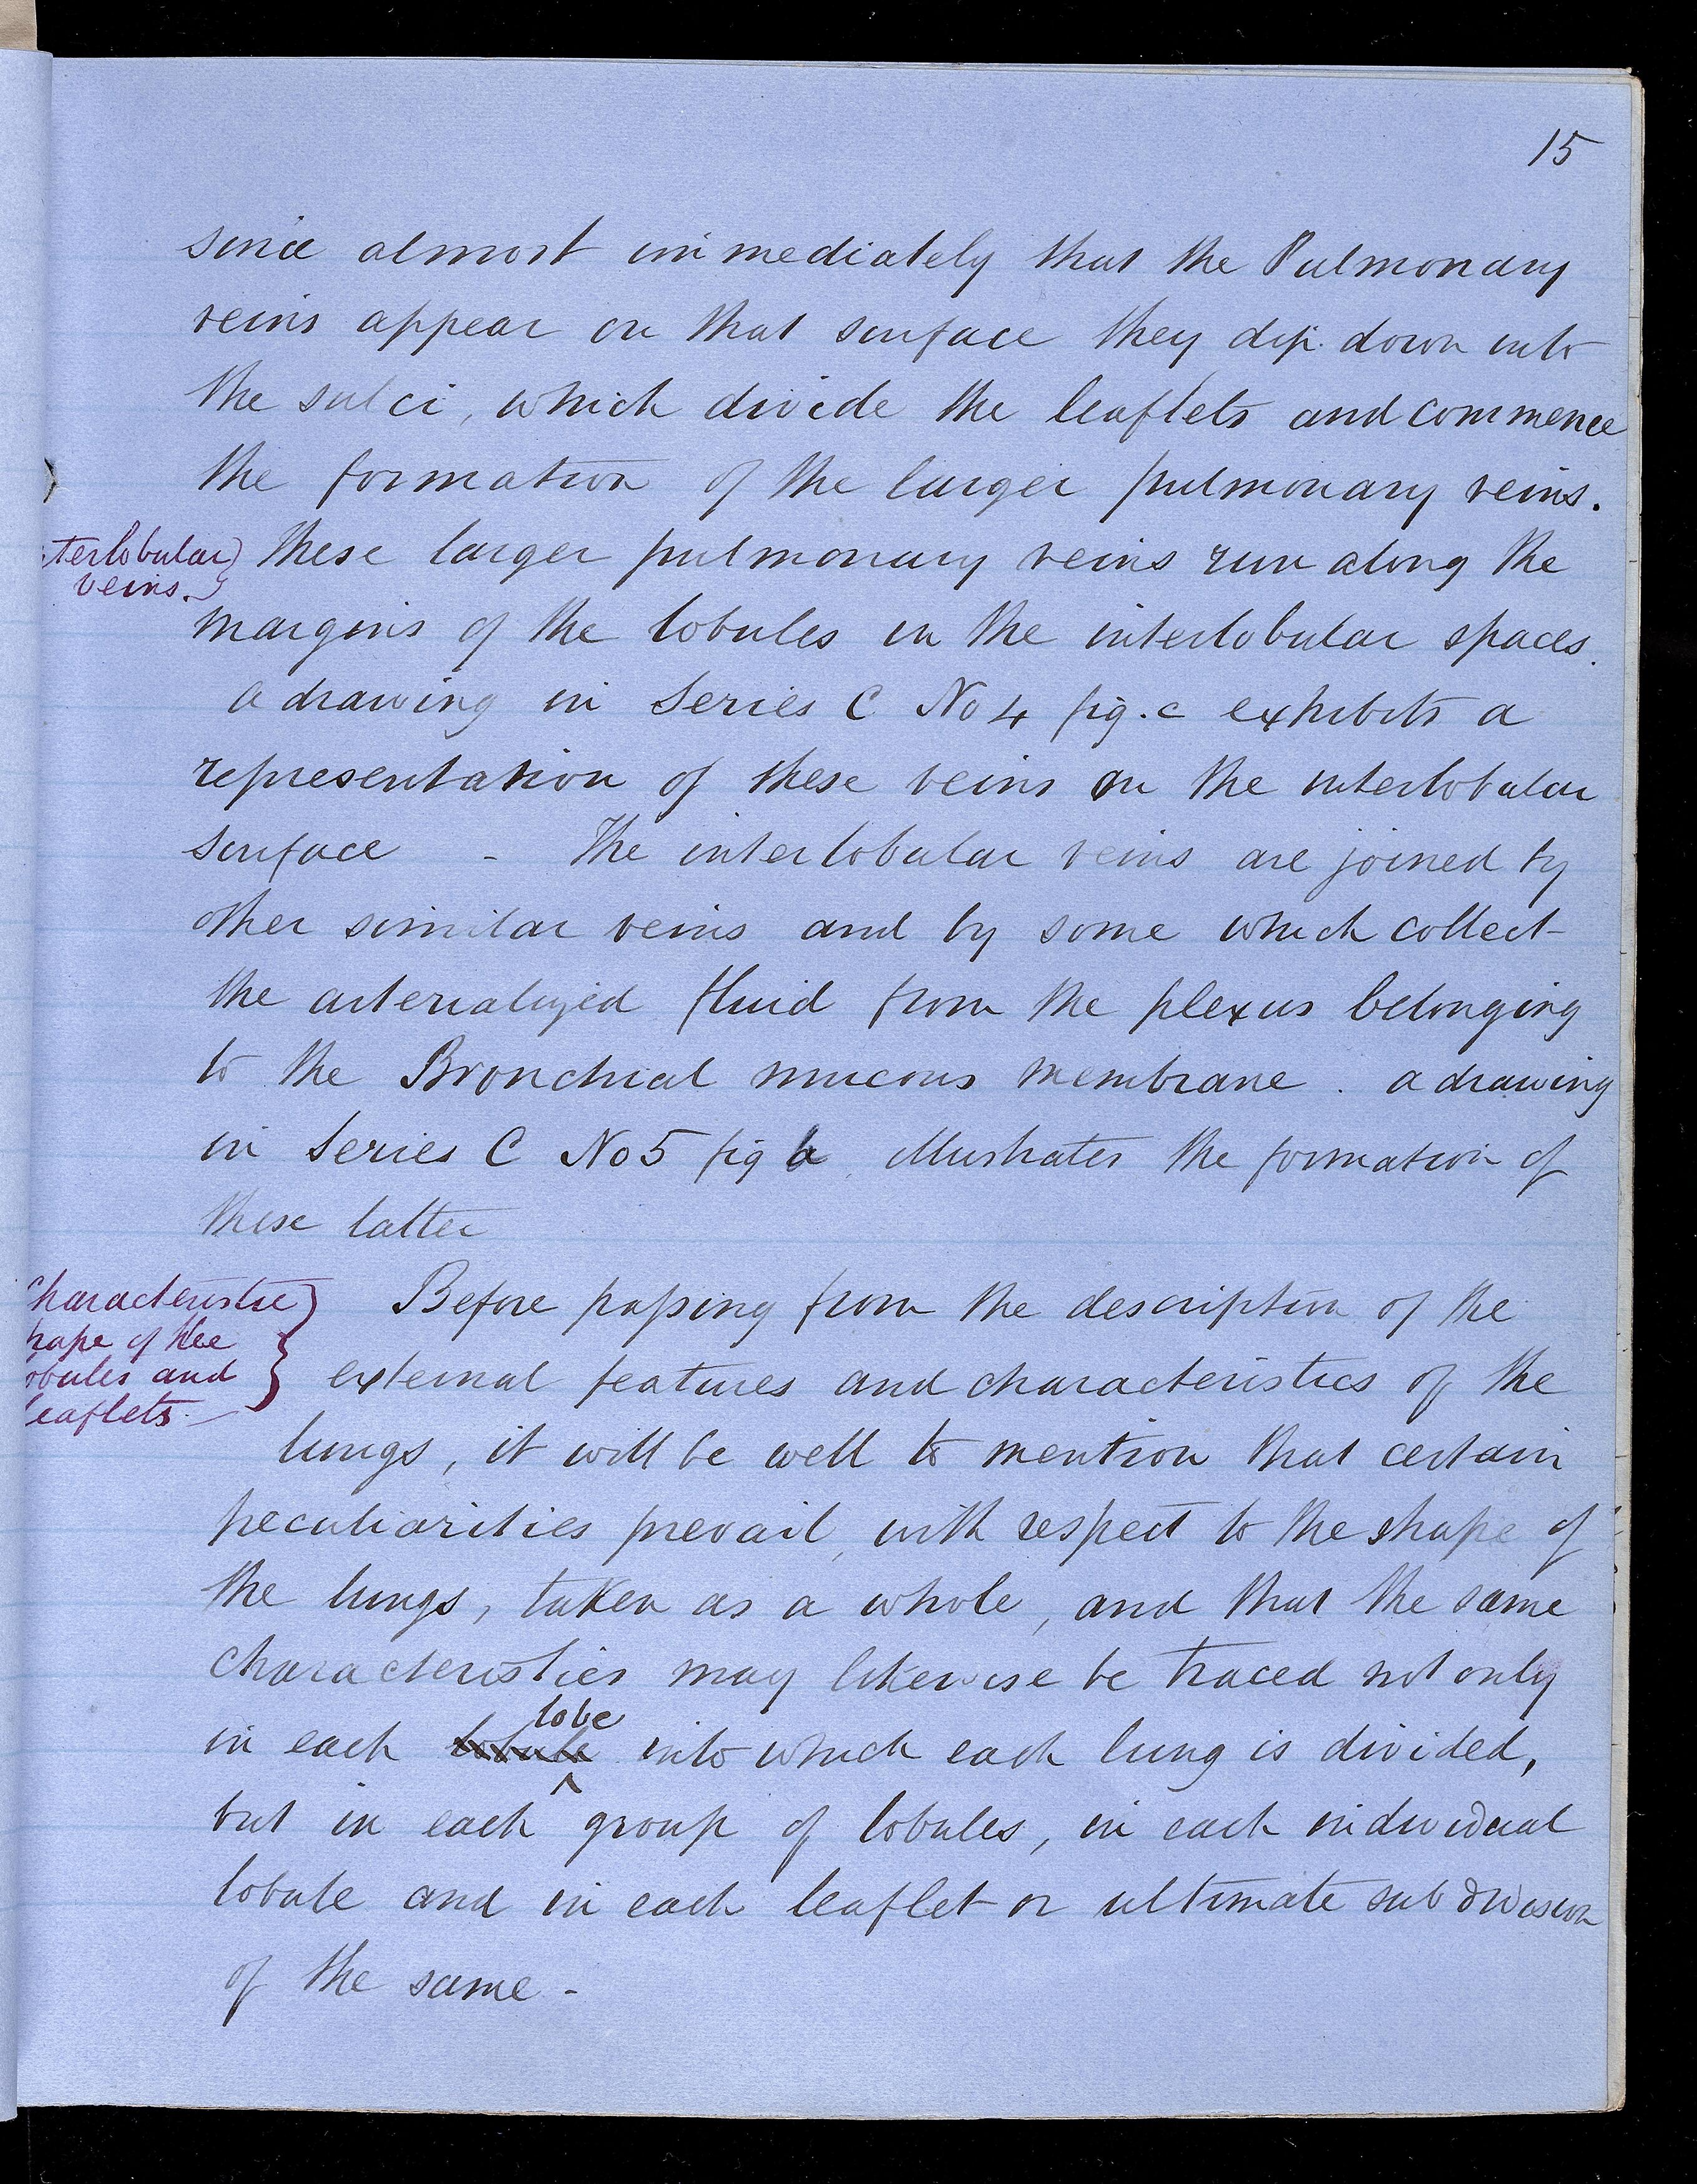 15
since almost immediately that the Pulmonary
veins appear on that surface they dip down into
the sulci, which divide the leaflets and commence
the formation of the larger pulmonary veins.
terlobular
veins.
These larger pulmonary veins run along the
margins of the lobules in the interlobular spaces.
a drawing in Series C No 4 fig. c exhibits a
representation of these veins on the interlobular
surface - The interlobular veins are joined by
other similar veins and by some which collect
the arterialized fluid from the plexus belonging
to the Bronchial mucous membrane. a drawing
in Series C No 5 fig illustrates the formation of
these latter
Characteristic
hape of the
obules and
leaflets -
Before passing from the description of the
external features and characteristics of the
lungs, it will be well to mention that certain
peculiarities prevail, with respect to the shape of
the lungs, taken as a whole, and that the same
characteristics may likewise be traced not only
in each lobule lobe into which each lung is divided,
but in each group of lobules, in each individual
lobule and in each leaflet or ultimate subdivision
of the same -